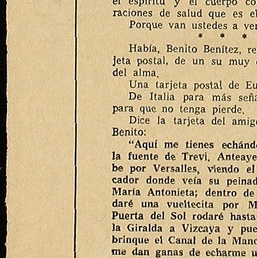 el espíritu y el cuerpo co
raciones de salud que es el
Porque van ustedes a ver
* * *
Había, Benito Benítez, re
jeta postal, de un su muy
del alma.
Una tarjeta postal de Eu
De Italia para más seña
para que no tenga pierde.
Dice la tarjeta del amig
Benito:
"Aquí me tienes echándo
la fuente de Trevi, Anteaye
be por Versalles, viendo el
cador donde veía su peinad
María Antonieta; dentro de
daré una vueltecita por M
Puerta del Sol rodaré hasta
la Giralda a Vizcaya y pue
brinque el Canal de la Manc
me dan ganas de echarme u